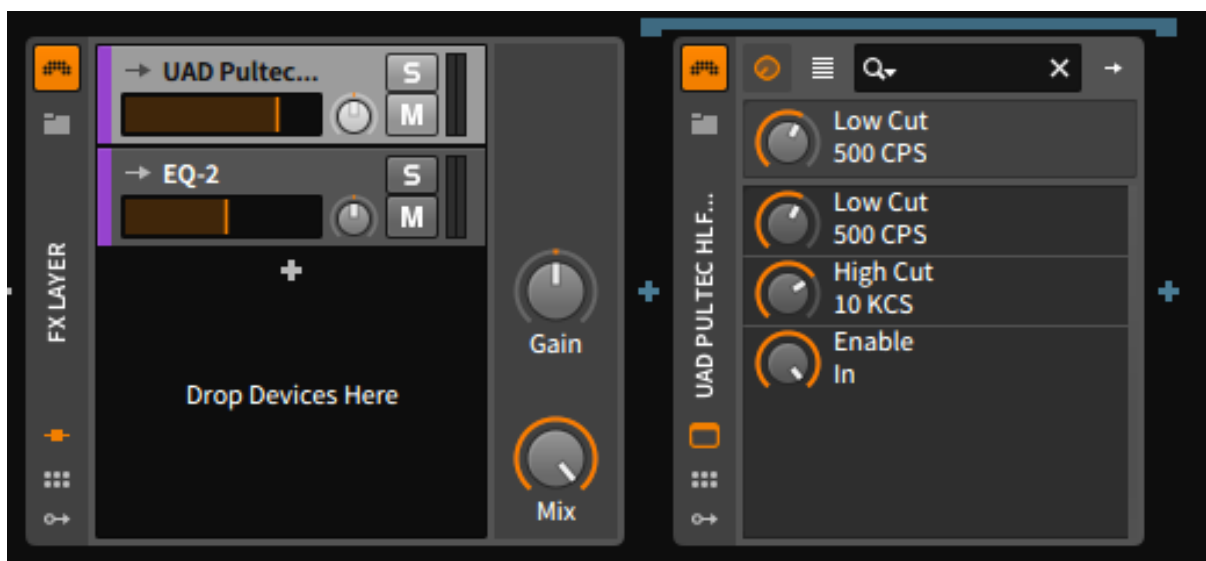 FX LAYER
UAD Pultec...
S
M
EQ-2
S
M
Drop Devices Here
Gain
Mix
UAD PULTEC HLF...
Low Cut
500 CPS
Low Cut
500 CPS
High Cut
10 KCS
Enable
In